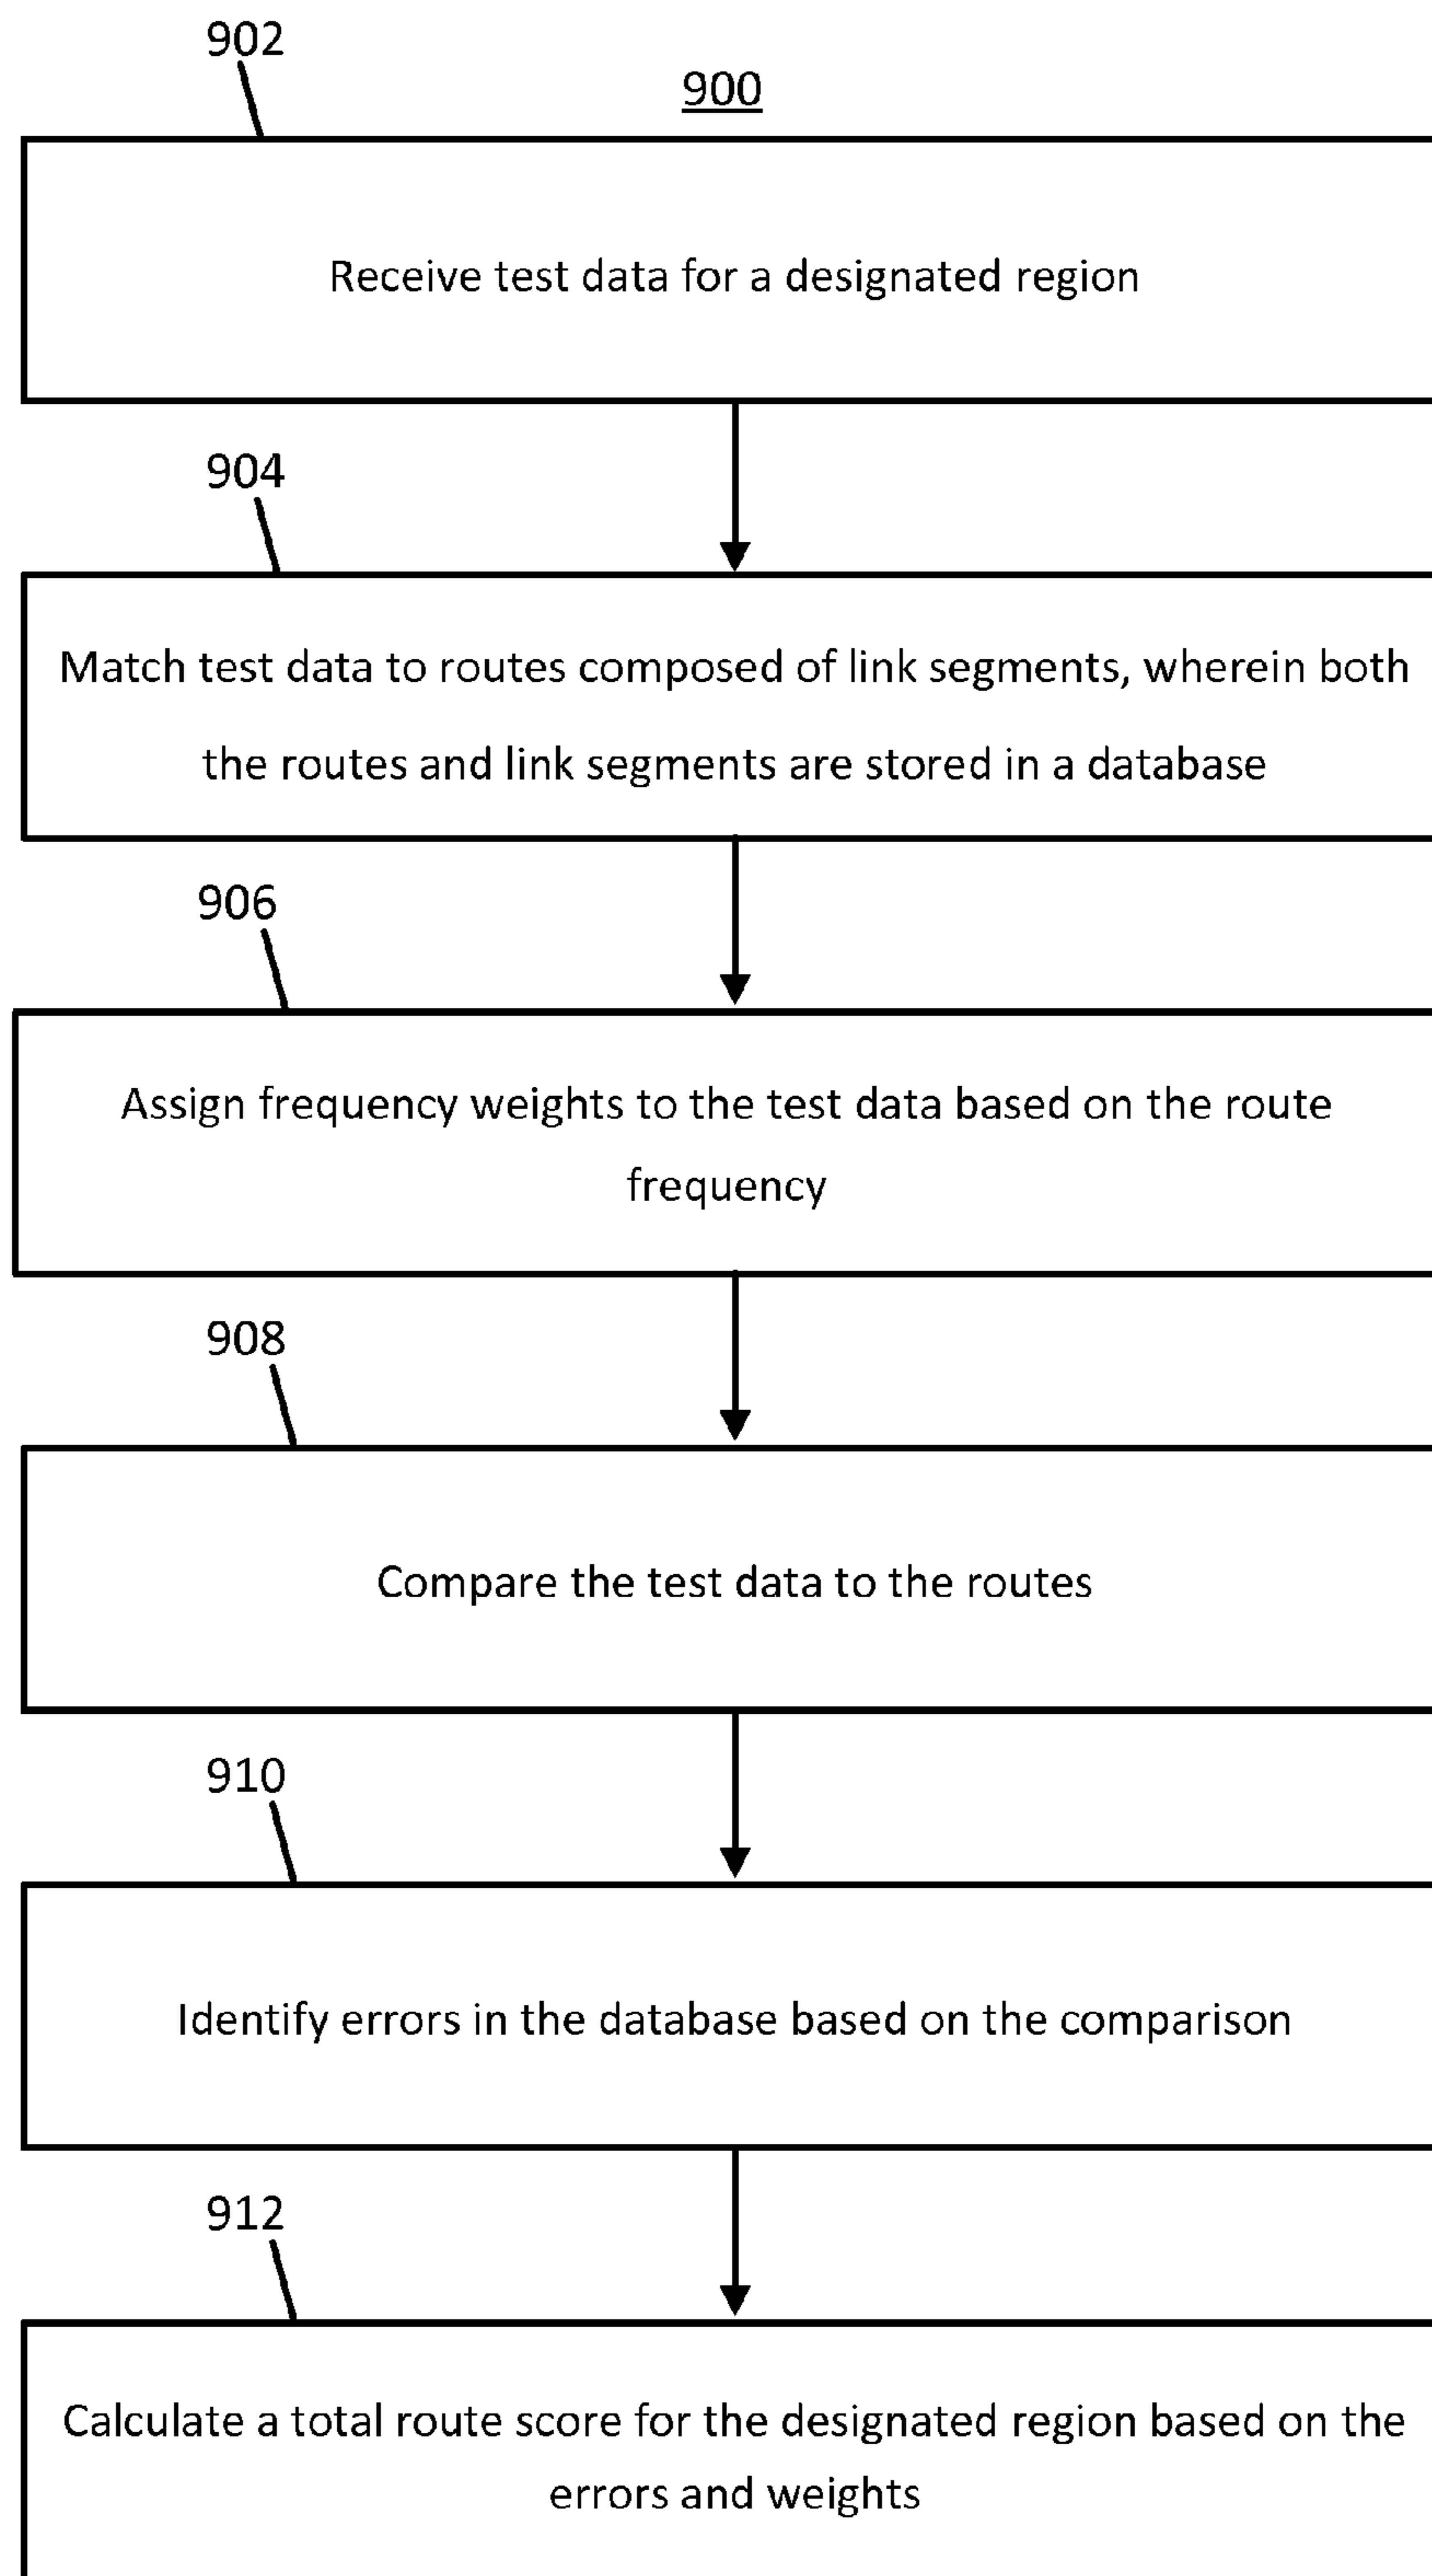 902
900
Receive test data for a designated region
904
Match test data to routes composed of link segments, wherein both
the routes and link segments are stored in a database
906
Assign frequency weights to the test data based on the route
frequency
908
Compare the test data to the routes
910
Identify errors in the database based on the comparison
912
Calculate a total route score for the designated region based on the
errors and weights